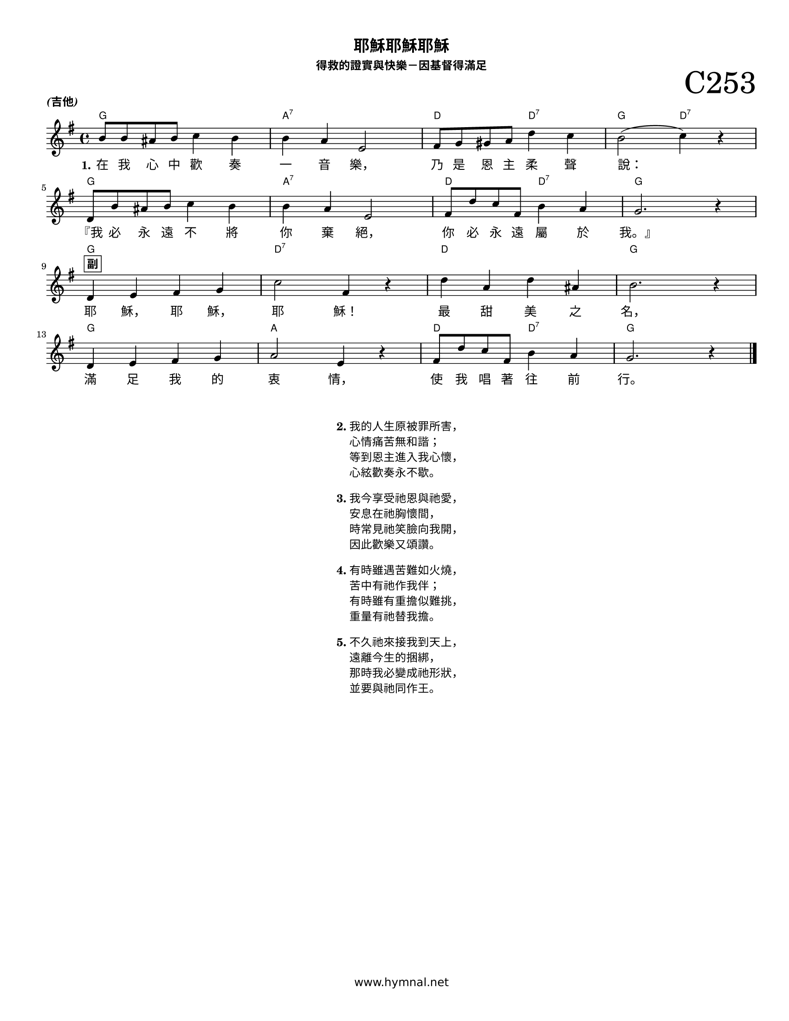 耶穌耶穌耶穌
得救的證實與快樂－因基督得滿足
C253
(吉他)
G A7 D D7 G D7
1. 在 我 心 中 歡 奏 一 音 樂， 乃 是 恩 主 柔 聲 說：
5
G A7 D D7 G
『我 必 永 遠 不 將 你 棄 絕， 你 必 永 遠 屬 於 我。』
G D7 D G
9
副
耶 穌， 耶 穌， 耶 穌！ 最 甜 美 之 名，
13
G A D D7 G
滿 足 我 的 衷 情， 使 我 唱 著 往 前 行。
2. 我的人生原被罪所害，
心情痛苦無和諧；
等到恩主進入我心懷，
心絃歡奏永不歇。
3. 我今享受祂恩與祂愛，
安息在祂胸懷間，
時常見祂笑臉向我開，
因此歡樂又頌讚。
4. 有時雖遇苦難如火燒，
苦中有祂作我伴；
有時雖有重擔似難挑，
重量有祂替我擔。
5. 不久祂來接我到天上，
遠離今生的捆綁，
那時我必變成祂形狀，
並要與祂同作王。
www.hymnal.net